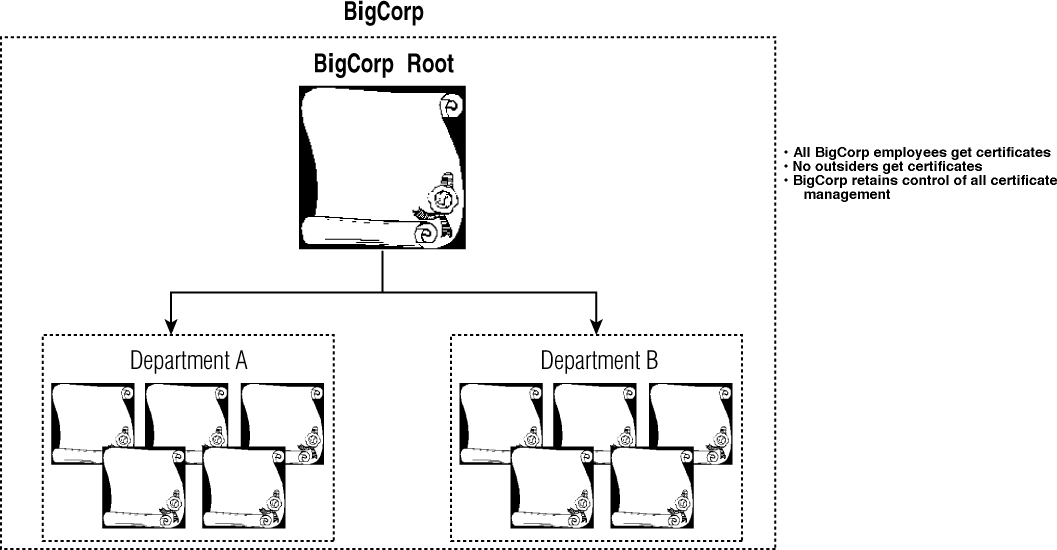 BigCorp
BigCorp Root
・All BigCorp employees get certificates
・No outsiders get certificates
・BigCorp retains control of all certificate
management
Department A
Department B